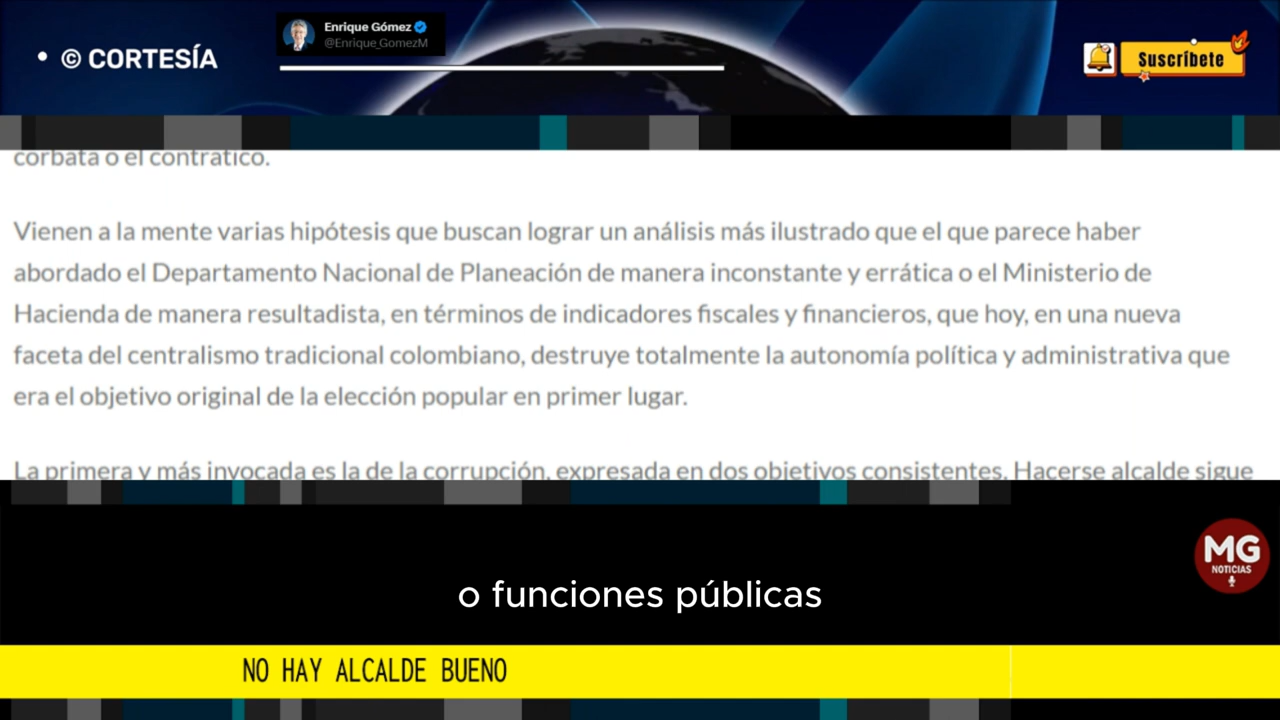 • © CORTESÍA
Enrique Gómez
@Enrique_GomezM
Suscríbete
corbata o el contratico.
Vienen a la mente varias hipótesis que buscan lograr un análisis más ilustrado que el que parece haber
abordado el Departamento Nacional de Planeación de manera inconstante y errática o el Ministerio de
Hacienda de manera resultadista, en términos de indicadores fiscales y financieros, que hoy, en una nueva
faceta del centralismo tradicional colombiano, destruye totalmente la autonomía política y administrativa que
era el objetivo original de la elección popular en primer lugar.
La primera y más invocada es la de la corrupción, expresada en dos objetivos consistentes. Hacerse alcalde sigue
MG
NOTICIAS
o funciones públicas
NO HAY ALCALDE BUENO